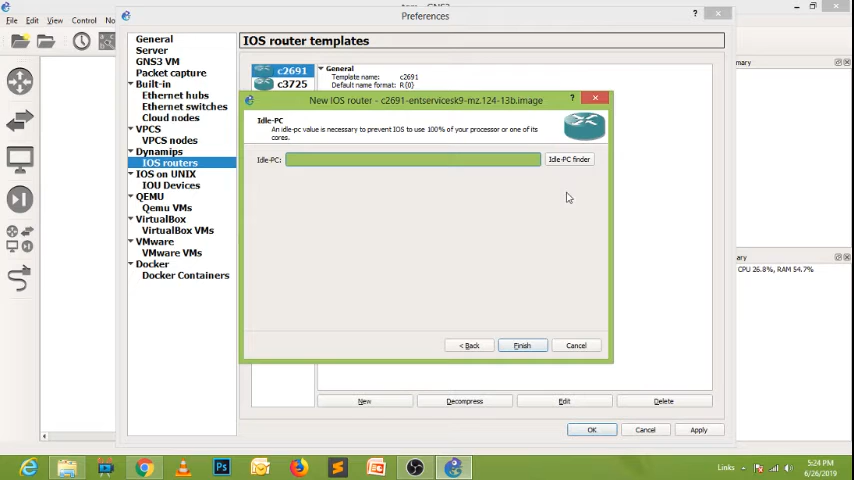 GNS3
Preferences
File
Edit
View
Control
General
Server
GNS3 VM
Packet capture
Built-in
Ethernet hubs
Ethernet switches
Cloud nodes
VPCS
VPCS nodes
Dynamips
IOS routers
IOS on UNIX
IOU Devices
QEMU
Qemu VMs
VirtualBox
VirtualBox VMs
VMware
VMware VMs
Docker
Docker Containers
IOS router templates
c2691
c3725
General
Template name: c2691
Default name format: R{0}
New IOS router - c2691-entservicesk9-mz.124-13b.image
Idle-PC
An idle-pc value is necessary to prevent IOS to use 100% of your processor or one of its
cores.
Idle-PC:
Idle-PC finder
< Back
Finish
Cancel
New
Decompress
Edit
Delete
OK
Cancel
Apply
mary
mary
CPU 26.8%, RAM 54.7%
Links
5:24 PM
6/26/2019